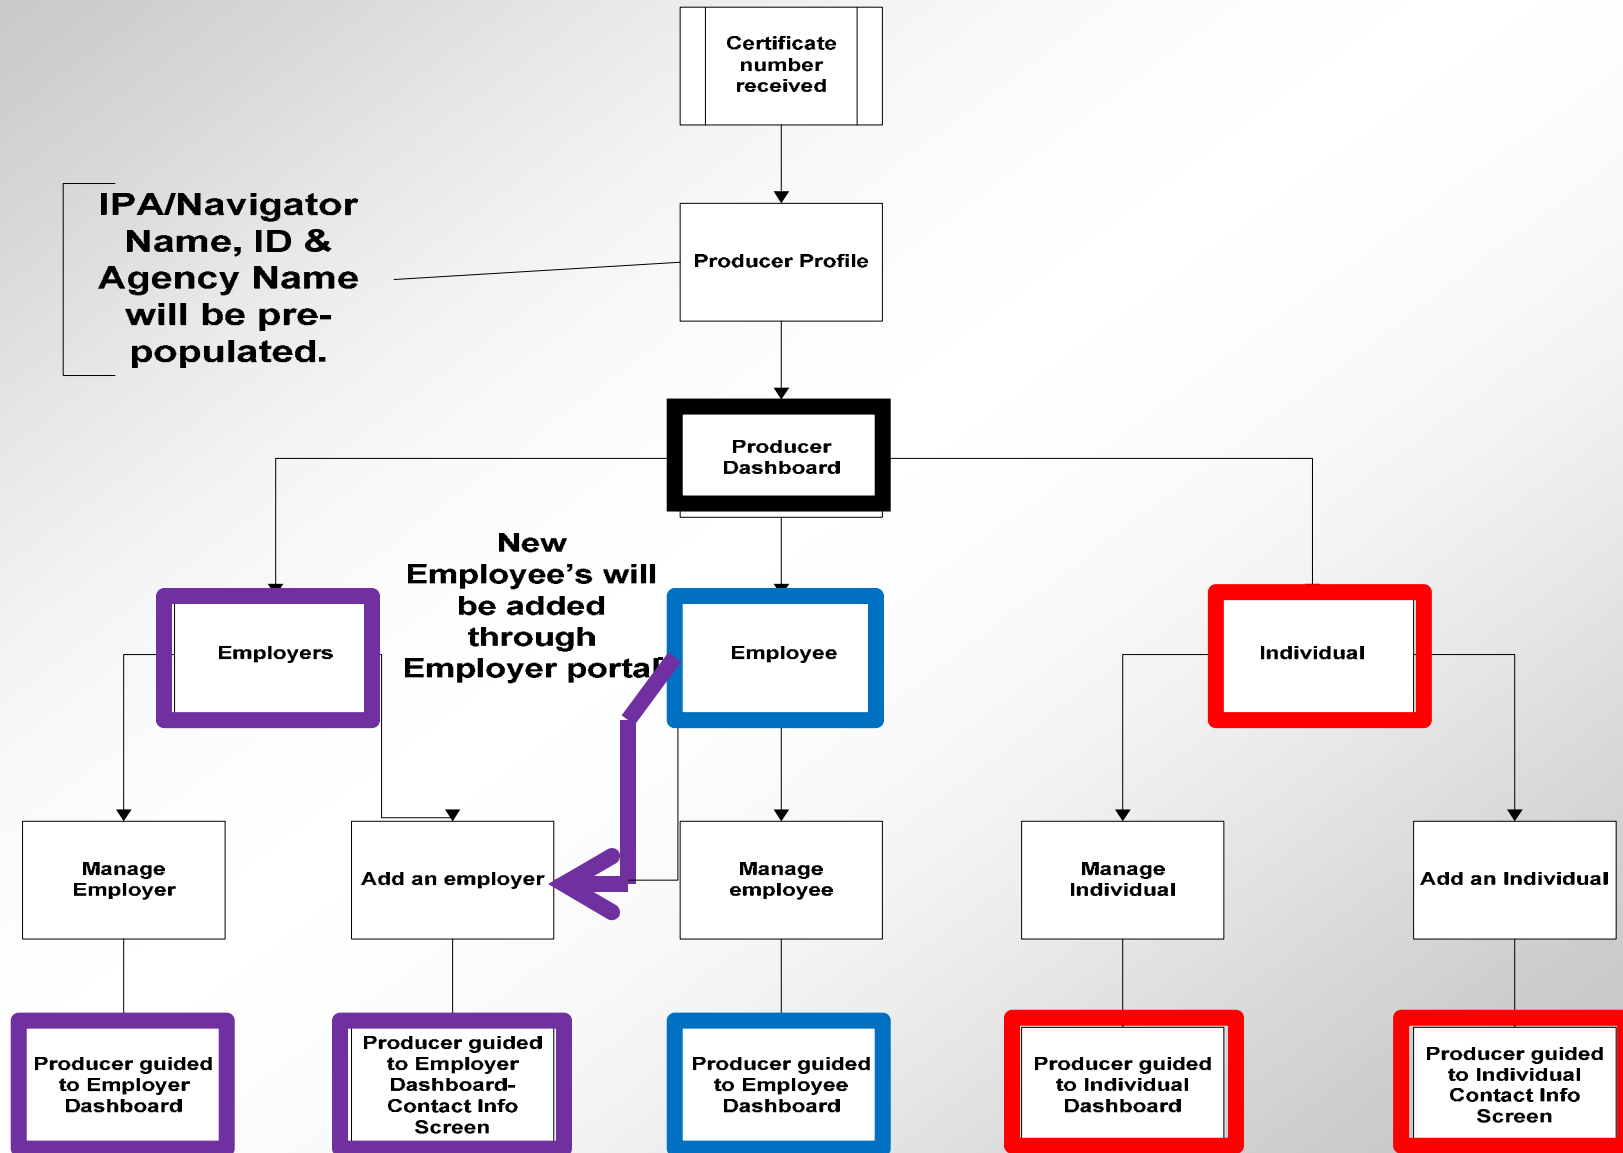 Certificate
number
received
IPA/Navigator
Name, ID &
Agency Name
will be pre-
populated.
Producer Profile
Producer
Dashboard
New
Employee's will
be added
through
Employer portal
Employers
Employee
Individual
Manage
Employer
Add an employer
Manage
employee
Manage
Individual
Add an Individual
Producer guided
to Employer
Dashboard
Producer guided
to Employer
Dashboard-
Contact Info
Screen
Producer guided
to Employee
Dashboard
Producer guided
to Individual
Dashboard
Producer guided
to Individual
Contact Info
Screen